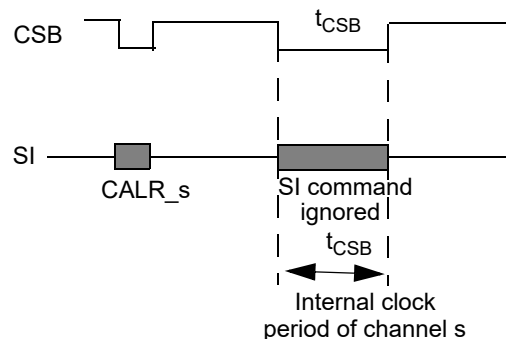 CSB
tCSB
SI
CALR_s
SI command
ignored
tCSB
Internal clock
period of channel s